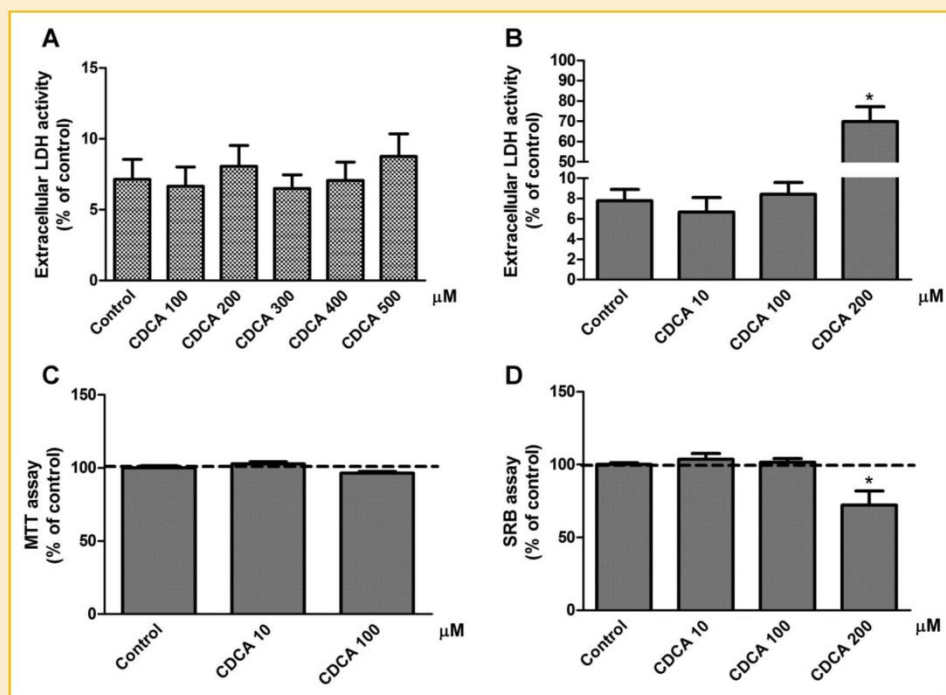 A
Extracellular LDH activity
(% of control)
15
10
5
0
Control
CDCA 100
CDCA 200
CDCA 300
CDCA 400
CDCA 500
μM
B
Extracellular LDH activity
(% of control)
100
90
80
70
60
50
10
8
6
4
2
0
*
Control
CDCA 10
CDCA 100
CDCA 200
μM
C
MTT assay
(% of control)
150
100
50
0
Control
CDCA 10
CDCA 100
μM
D
SRB assay
(% of control)
150
100
50
0
*
Control
CDCA 10
CDCA 100
CDCA 200
μM